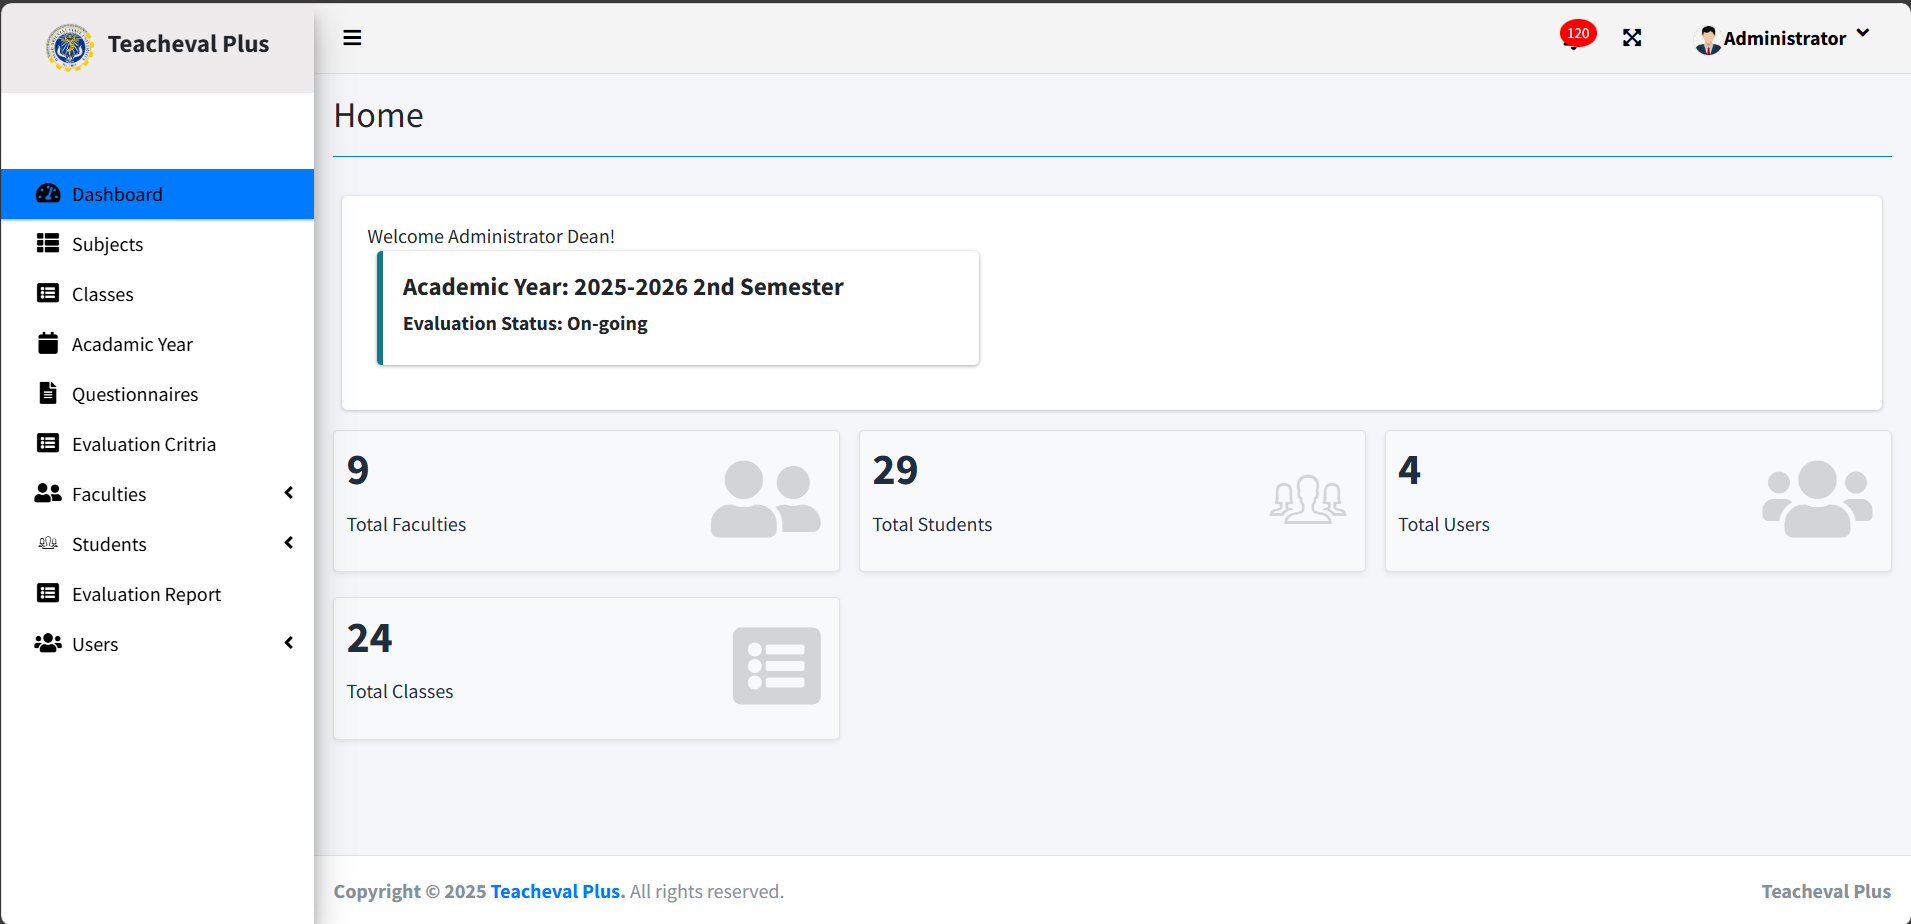 Teacheval Plus
120
Administrator
Home
Dashboard
Subjects
Classes
Acadamic Year
Questionnaires
Evaluation Critria
Faculties
Students
Evaluation Report
Users
Welcome Administrator Dean!
Academic Year: 2025-2026 2nd Semester
Evaluation Status: On-going
9
Total Faculties
29
Total Students
4
Total Users
24
Total Classes
Copyright © 2025 Teacheval Plus. All rights reserved.
Teacheval Plus